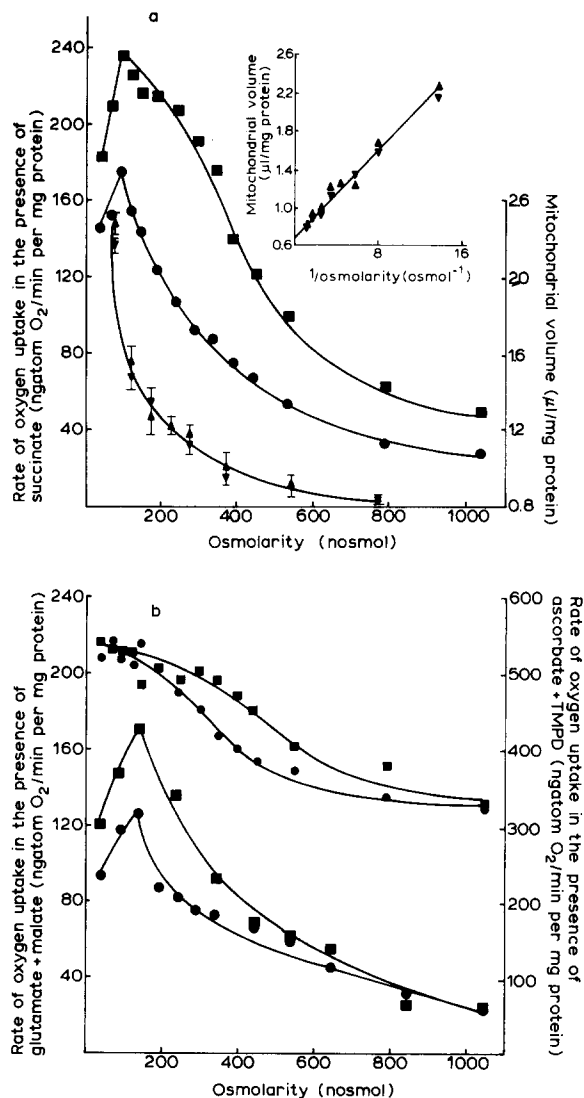 a
Rate of oxygen uptake in the presence of
succinate (ngatom O2/min per mg protein)
240
200
160
120
80
40
200
400
600
800
1000
Osmolarity (nosmol)
Mitochondrial volume (μl/mg protein)
2.6
2.0
1.6
1.2
0.8
Mitochondrial volume
(μl/mg protein)
2.6
2.2
1.8
1.4
1.0
0.6
8
16
1/osmolarity (osmol⁻¹)
b
Rate of oxygen uptake in the presence of
glutamate + malate (ngatom O2/min per mg protein)
240
200
160
120
80
40
200
400
600
800
1000
Osmolarity (nosmol)
Rate of oxygen uptake in the presence of
ascorbate + TMPD (ngatom O2/min per mg protein)
600
500
400
300
200
100